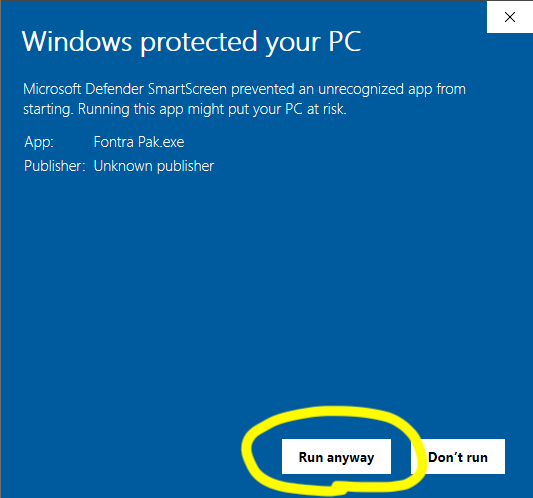 Windows protected your PC
Microsoft Defender SmartScreen prevented an unrecognized app from
starting. Running this app might put your PC at risk.
App: Fontra Pak.exe
Publisher: Unknown publisher
Run anyway Don’t run